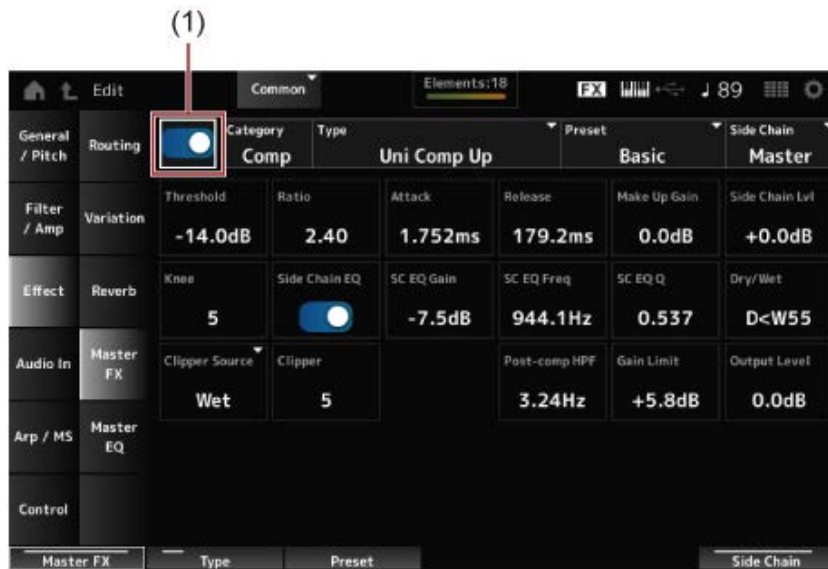 (1)
Edit
Common
Elements:18
FX
♩ 89
General / Pitch
Filter / Amp
Effect
Audio In
Arp / MS
Control
Routing
Variation
Reverb
Master FX
Master EQ
Category
Comp
Type
Uni Comp Up
Preset
Basic
Side Chain
Master
Threshold
-14.0dB
Ratio
2.40
Attack
1.752ms
Release
179.2ms
Make Up Gain
0.0dB
Side Chain Lvl
+0.0dB
Knee
5
Side Chain EQ
SC EQ Gain
-7.5dB
SC EQ Freq
944.1Hz
SC EQ Q
0.537
Dry/Wet
D<W55
Clipper Source
Wet
Clipper
5
Post-comp HPF
3.24Hz
Gain Limit
+5.8dB
Output Level
0.0dB
Master FX
Type
Preset
Side Chain